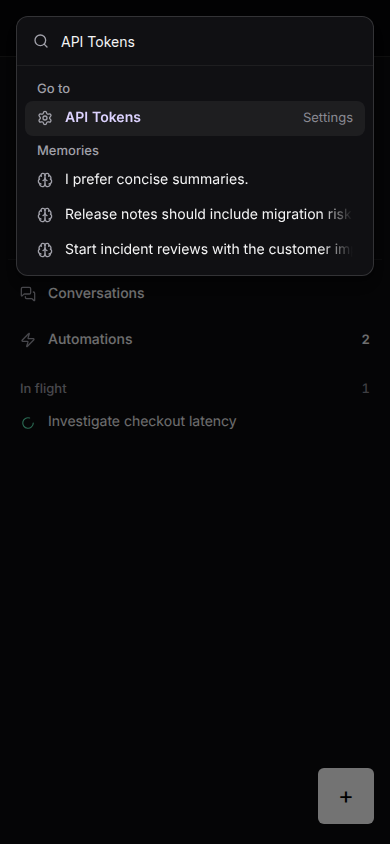 API Tokens
Go to
API Tokens Settings
Memories
I prefer concise summaries.
Release notes should include migration risk
Start incident reviews with the customer im
Conversations
Automations 2
In flight 1
Investigate checkout latency
+